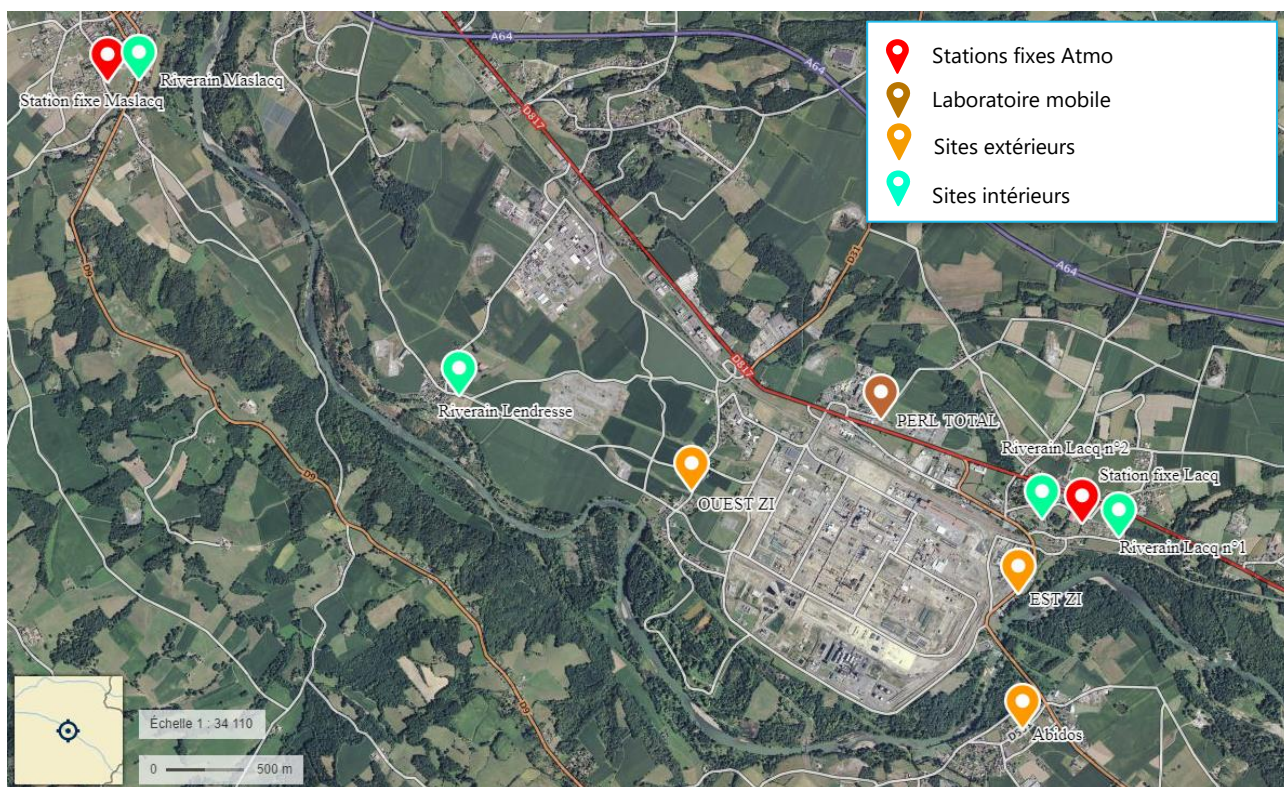 A64
Stations fixes Atmo
Laboratoire mobile
Sites extérieurs
Sites intérieurs
A64
Riverain Maslacq
Station fixe Maslacq
D817
D31
A64
D9
D817
Riverain Lendresse
PERL TOTAL
Riverain Lacq n°2
Station fixe Lacq
OUEST ZI
Riverain Lacq n°1
D9
EST ZI
D9
Abidos
Échelle 1 : 34 110
0 500 m